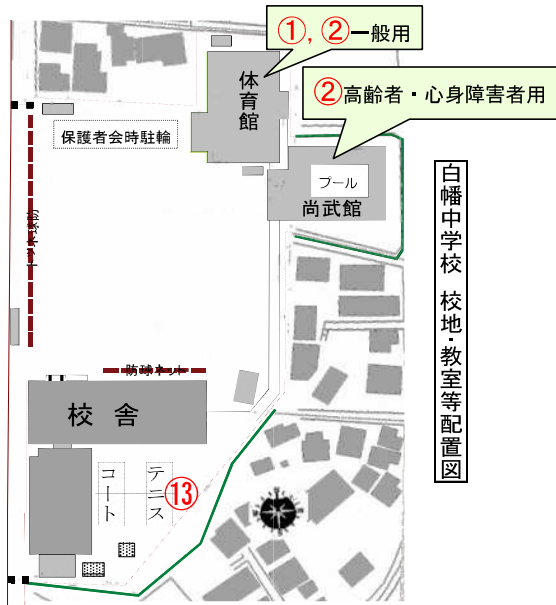 ①，②一般用
体育館
②高齢者・心身障害者用
保護者会時駐輪
プール
尚武館
白幡中学校 校地・教室等配置図
防球ネット
校舎
テニス
コート
⑬